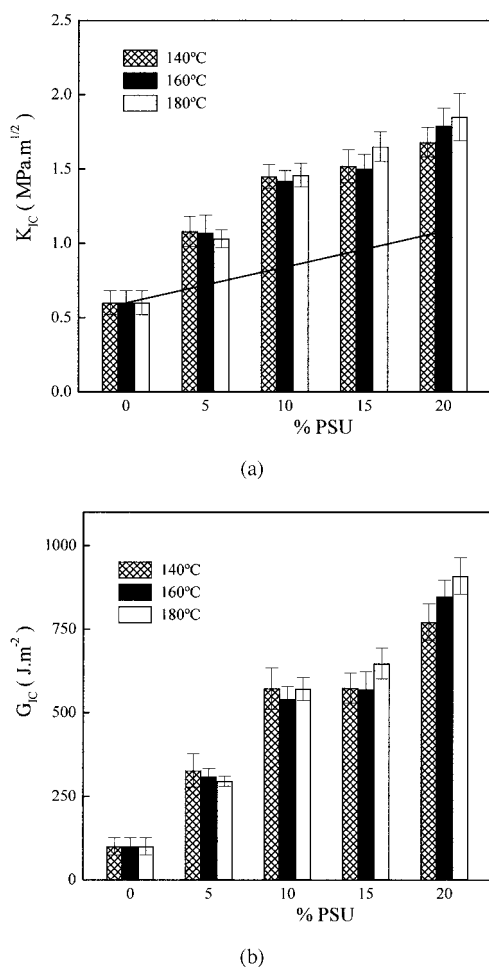 2.5
2.0
1.5
1.0
0.5
0.0
K_IC ( MPa.m^1/2 )
140ºC
160ºC
180ºC
0 5 10 15 20
% PSU
(a)
1000
750
500
250
0
G_IC ( J.m^-2 )
140ºC
160ºC
180ºC
0 5 10 15 20
% PSU
(b)